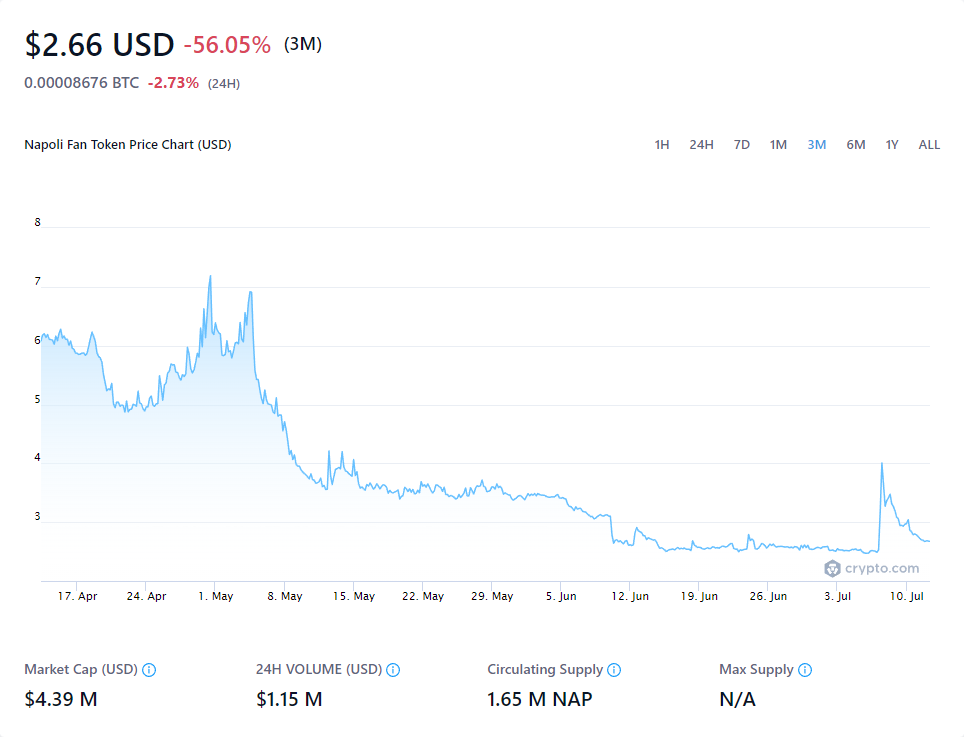 $2.66 USD -56.05% (3M)
0.00008676 BTC -2.73% (24H)
Napoli Fan Token Price Chart (USD) 1H 24H 7D 1M 3M 6M 1Y ALL
8
7
6
5
4
3
crypto.com
17. Apr 24. Apr 1. May 8. May 15. May 22. May 29. May 5. Jun 12. Jun 19. Jun 26. Jun 3. Jul 10. Jul
Market Cap (USD) 24H VOLUME (USD) Circulating Supply Max Supply
$4.39 M $1.15 M 1.65 M NAP N/A